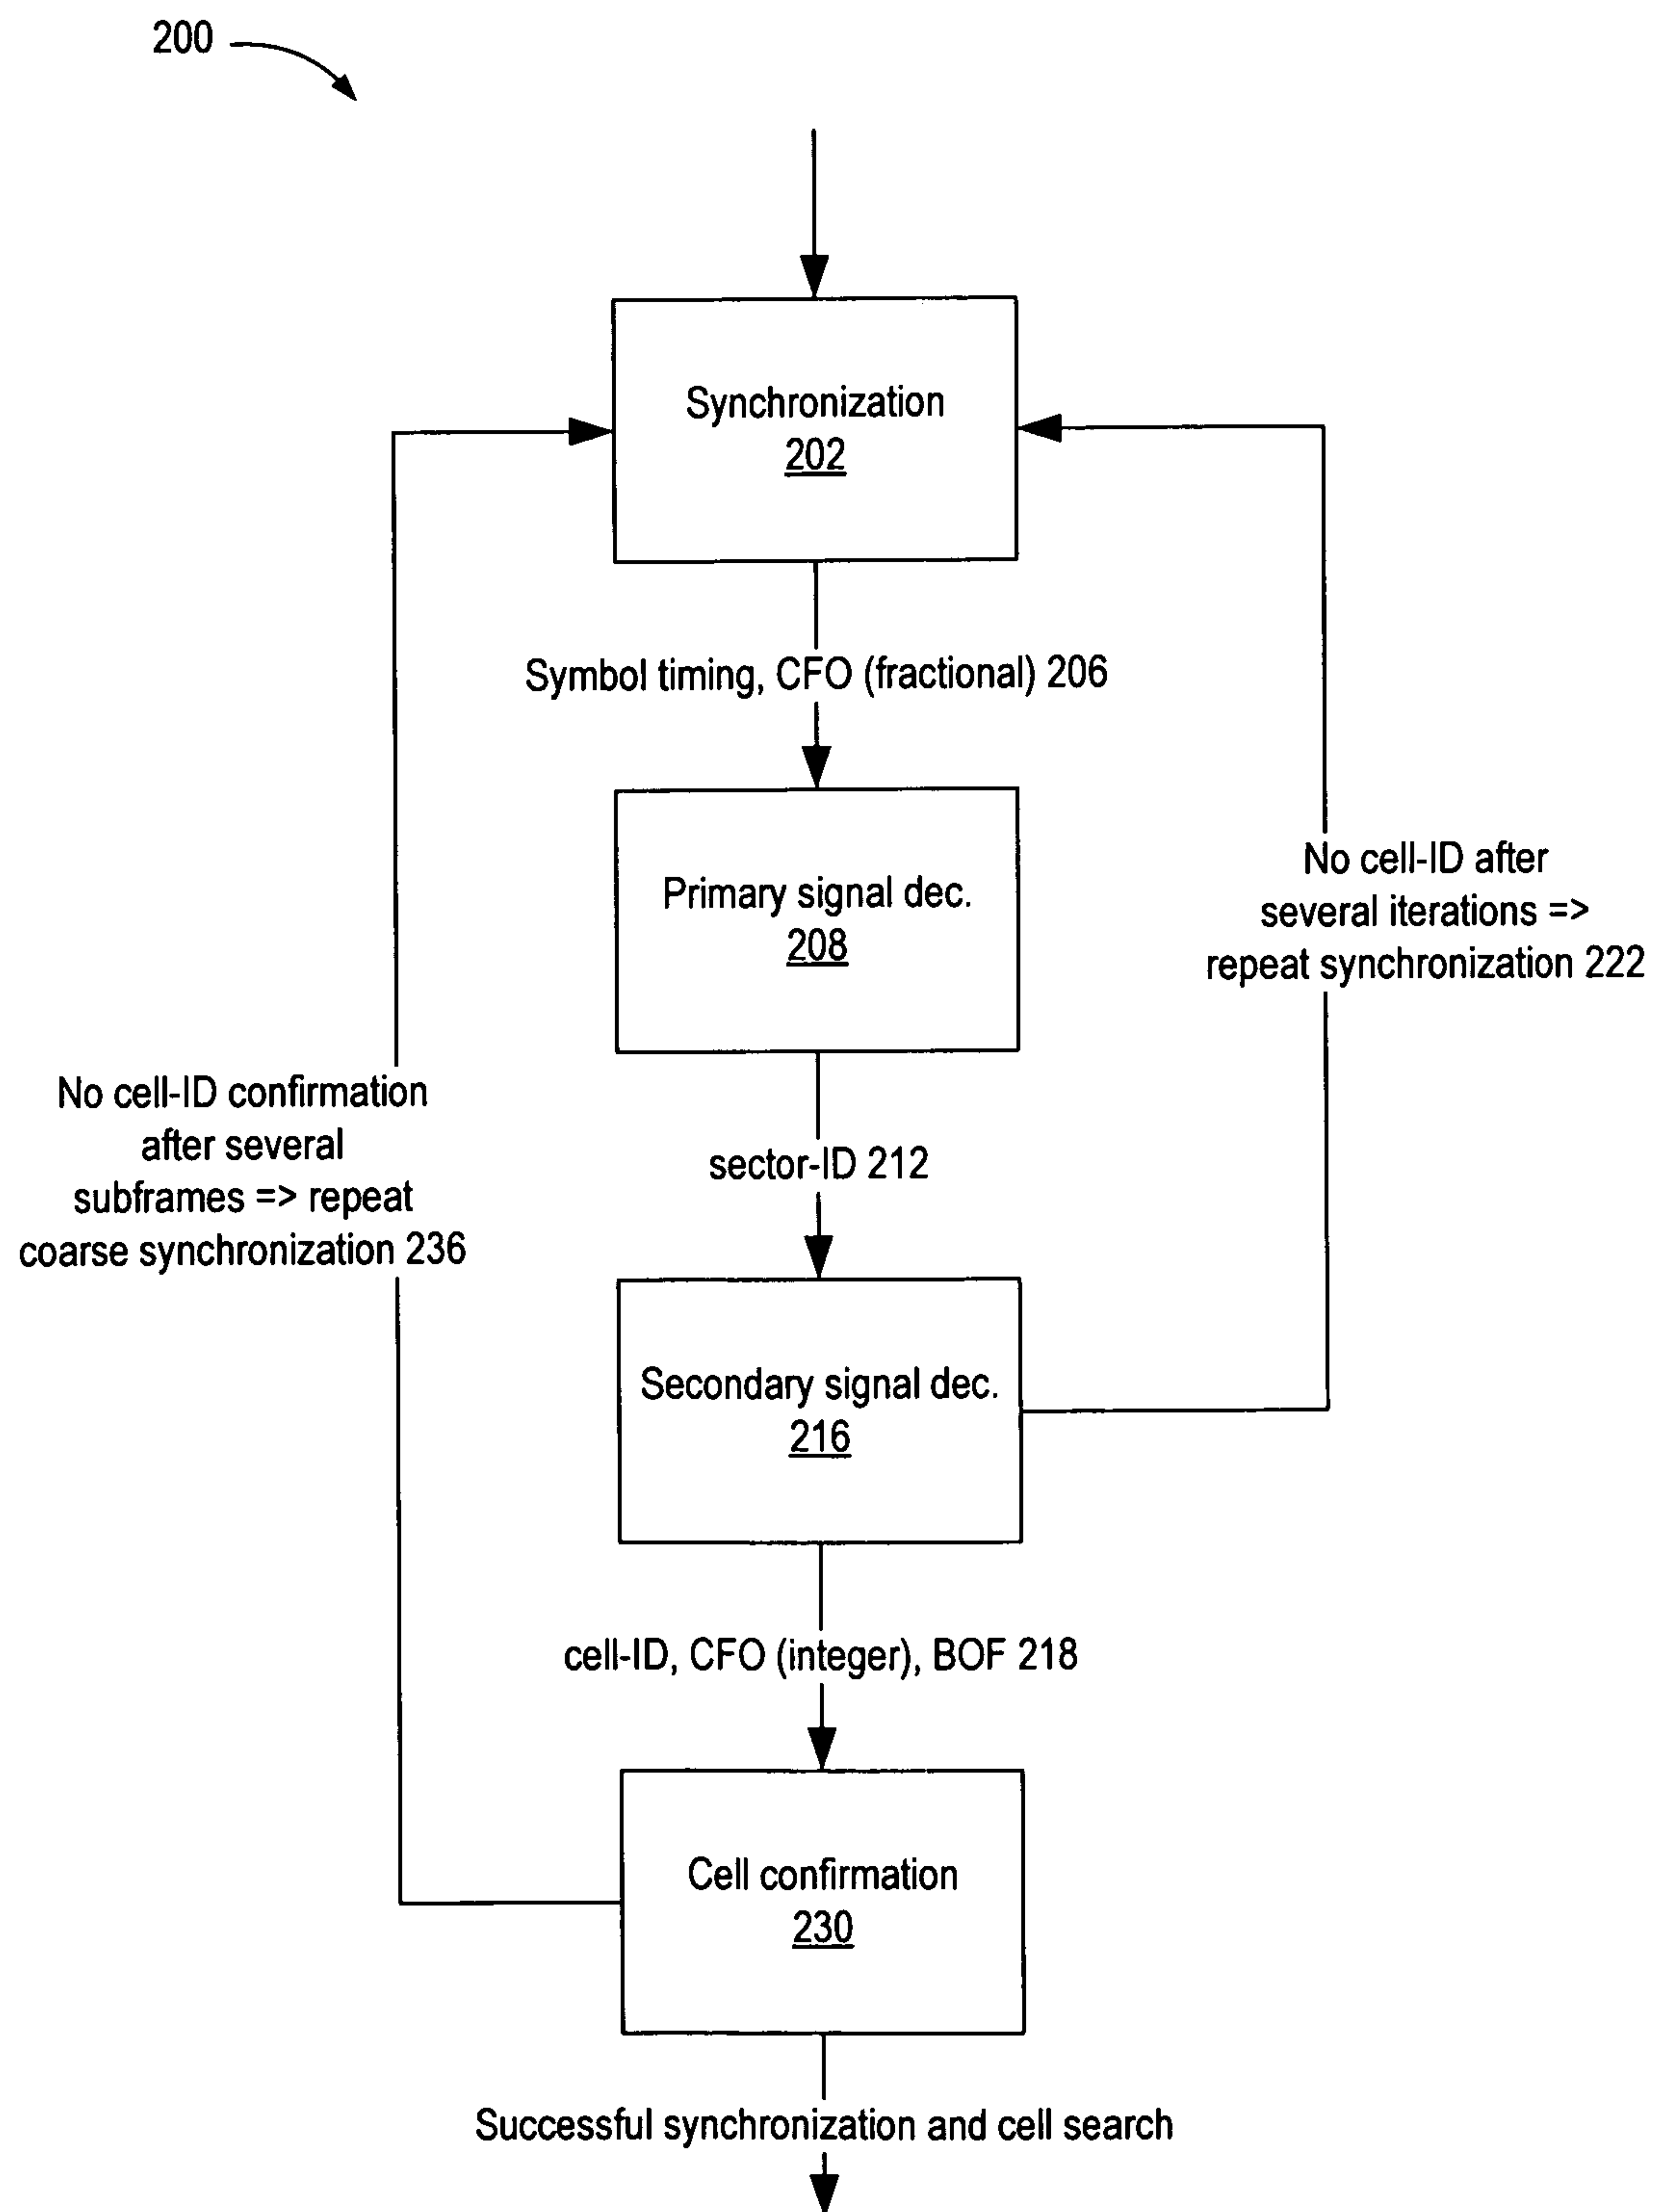 200
Synchronization
202
Symbol timing, CFO (fractional) 206
Primary signal dec.
208
No cell-ID after
several iterations =>
repeat synchronization 222
No cell-ID confirmation
after several
subframes => repeat
coarse synchronization 236
sector-ID 212
Secondary signal dec.
216
cell-ID, CFO (integer), BOF 218
Cell confirmation
230
Successful synchronization and cell search